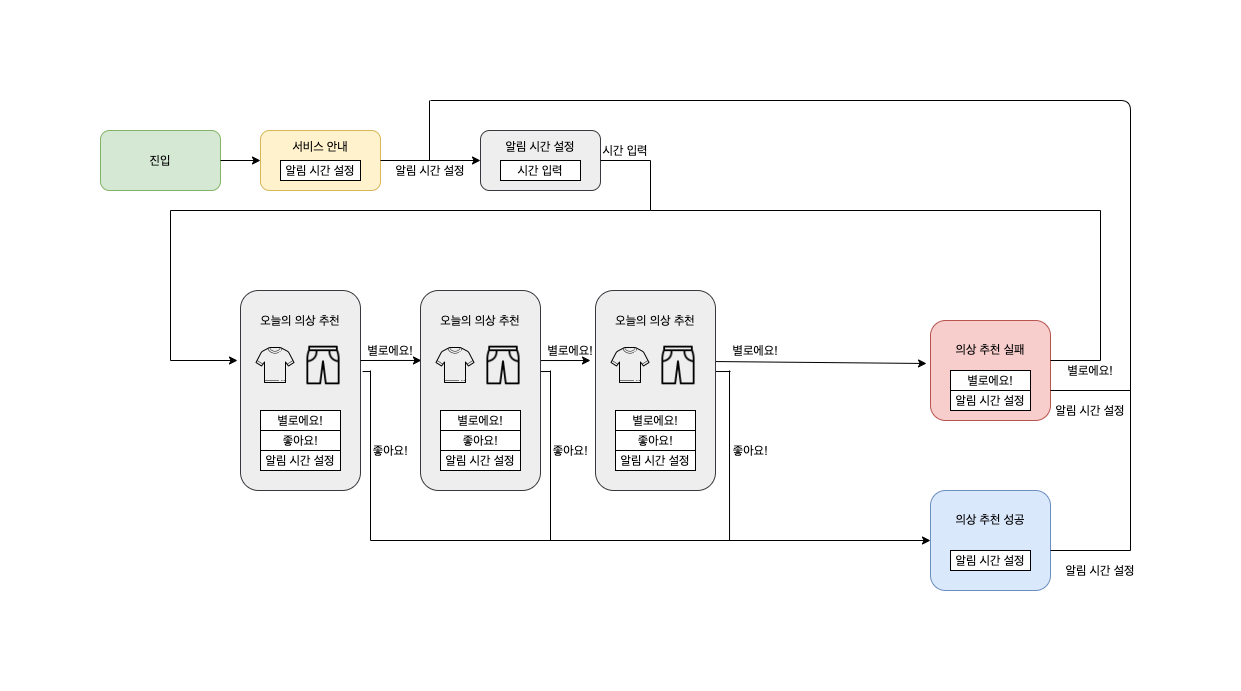 진입
서비스 안내
알림 시간 설정
알림 시간 설정
알림 시간 설정
시간 입력
시간 입력
오늘의 의상 추천
별로에요!
좋아요!
알림 시간 설정
별로에요!
좋아요!
오늘의 의상 추천
별로에요!
좋아요!
알림 시간 설정
별로에요!
좋아요!
오늘의 의상 추천
별로에요!
좋아요!
알림 시간 설정
별로에요!
좋아요!
의상 추천 실패
별로에요!
알림 시간 설정
별로에요!
알림 시간 설정
의상 추천 성공
알림 시간 설정
알림 시간 설정